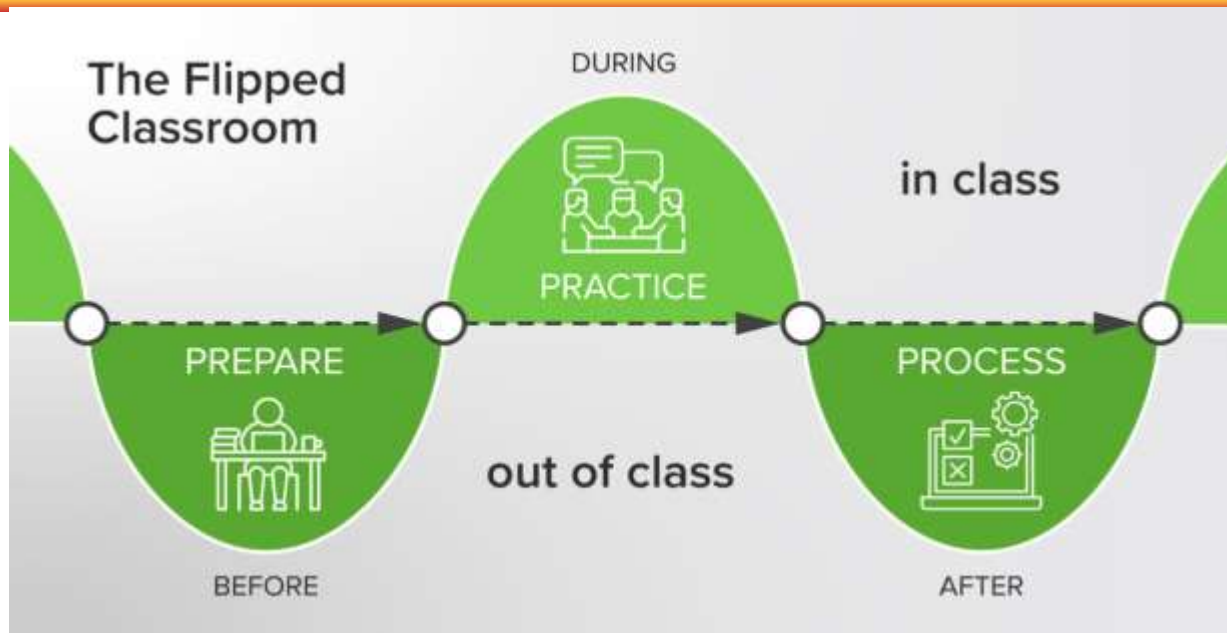 The Flipped
Classroom
DURING
in class
PRACTICE
PREPARE
PROCESS
out of class
BEFORE
AFTER